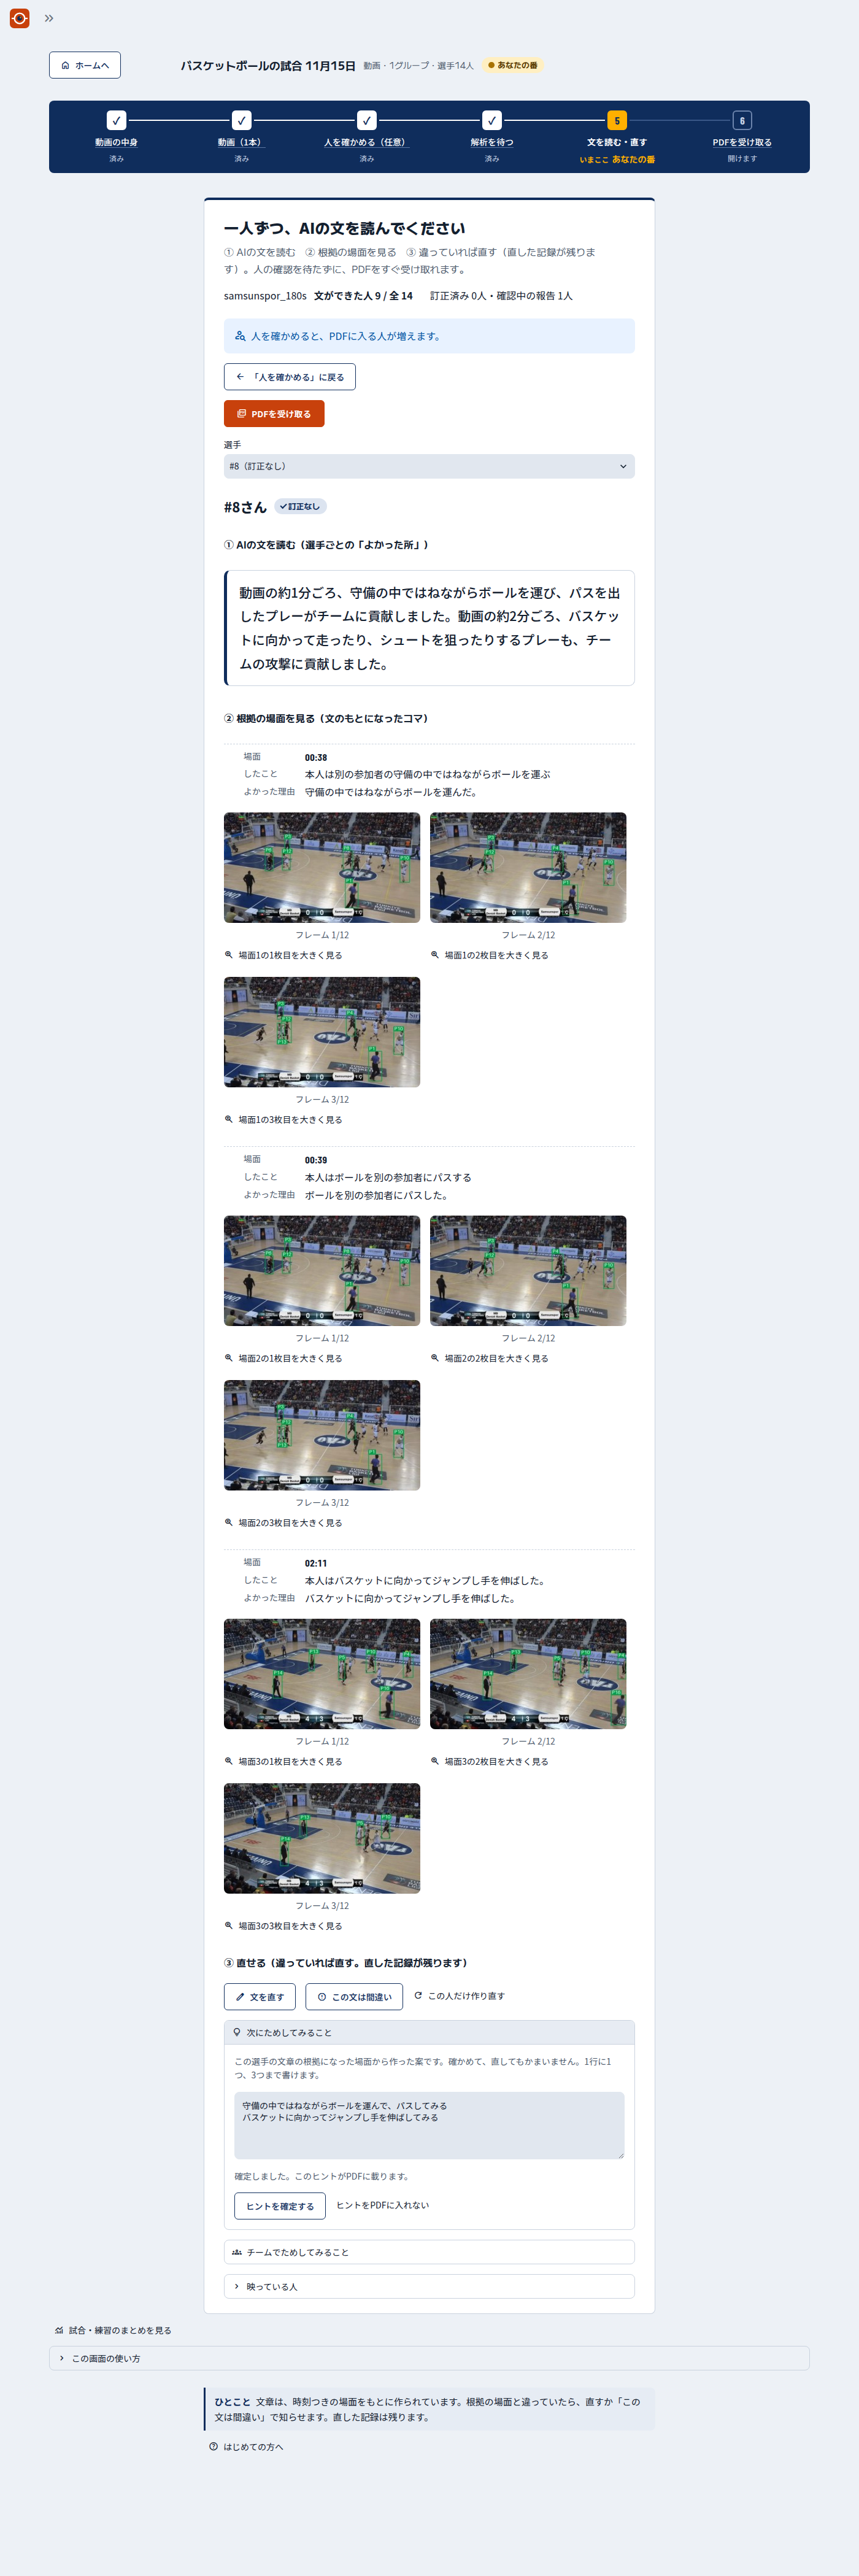 ホームへ
バスケットボールの試合 11月15日 動画・1グループ・選手14人 あなたの番
5
6
動画の中身
動画（1本）
人を確かめる（任意）
解析を待つ
文を読む・直す
PDFを受け取る
済み
済み
済み
済み
いまここ あなたの番
開けます
一人ずつ、AIの文を読んでください
① AIの文を読む ② 根拠の場面を見る ③ 違っていれば直す（直した記録が残りま
す）。人の確認を待たずに、PDFをすぐ受け取れます。
samsunspor_180s 文ができた人 9 / 全 14 訂正済み 0人・確認中の報告 1人
人を確かめると、PDFに入る人が増えます。
「人を確かめる」に戻る
PDFを受け取る
選手
#8（訂正なし）
#8さん 訂正なし
① AIの文を読む（選手ごとの「よかった所」）
動画の約1分ごろ、守備の中ではねながらボールを運び、パスを出
したプレーがチームに貢献しました。動画の約2分ごろ、バスケッ
トに向かって走ったり、シュートを狙ったりするプレーも、チー
ムの攻撃に貢献しました。
② 根拠の場面を見る（文のもとになったコマ）
場面 00:38
したこと 本人は別の参加者の守備の中ではねながらボールを運ぶ
よかった理由 守備の中ではねながらボールを運んだ。
フレーム 1/12
フレーム 2/12
場面1の1枚目を大きく見る
場面1の2枚目を大きく見る
フレーム 3/12
場面1の3枚目を大きく見る
場面 00:39
したこと 本人はボールを別の参加者にパスする
よかった理由 ボールを別の参加者にパスした。
フレーム 1/12
フレーム 2/12
場面2の1枚目を大きく見る
場面2の2枚目を大きく見る
フレーム 3/12
場面2の3枚目を大きく見る
場面 02:11
したこと 本人はバスケットに向かってジャンプし手を伸ばした。
よかった理由 バスケットに向かってジャンプし手を伸ばした。
フレーム 1/12
フレーム 2/12
場面3の1枚目を大きく見る
場面3の2枚目を大きく見る
フレーム 3/12
場面3の3枚目を大きく見る
③ 直せる（違っていれば直す。直した記録が残ります）
文を直す
この文は間違い
この人だけ作り直す
次にためしてみること
この選手の文章の根拠になった場面から作った案です。確かめて、直してもかまいません。1行に1
つ、3つまで書けます。
守備の中ではねながらボールを運んで、パスしてみる
バスケットに向かってジャンプし手を伸ばしてみる
確定しました。このヒントがPDFに載ります。
ヒントを確定する
ヒントをPDFに入れない
チームでためしてみること
映っている人
試合・練習のまとめを見る
この画面の使い方
ひとこと 文章は、時刻つきの場面をもとに作られています。根拠の場面と違っていたら、直すか「この
文は間違い」で知らせます。直した記録は残ります。
はじめての方へ